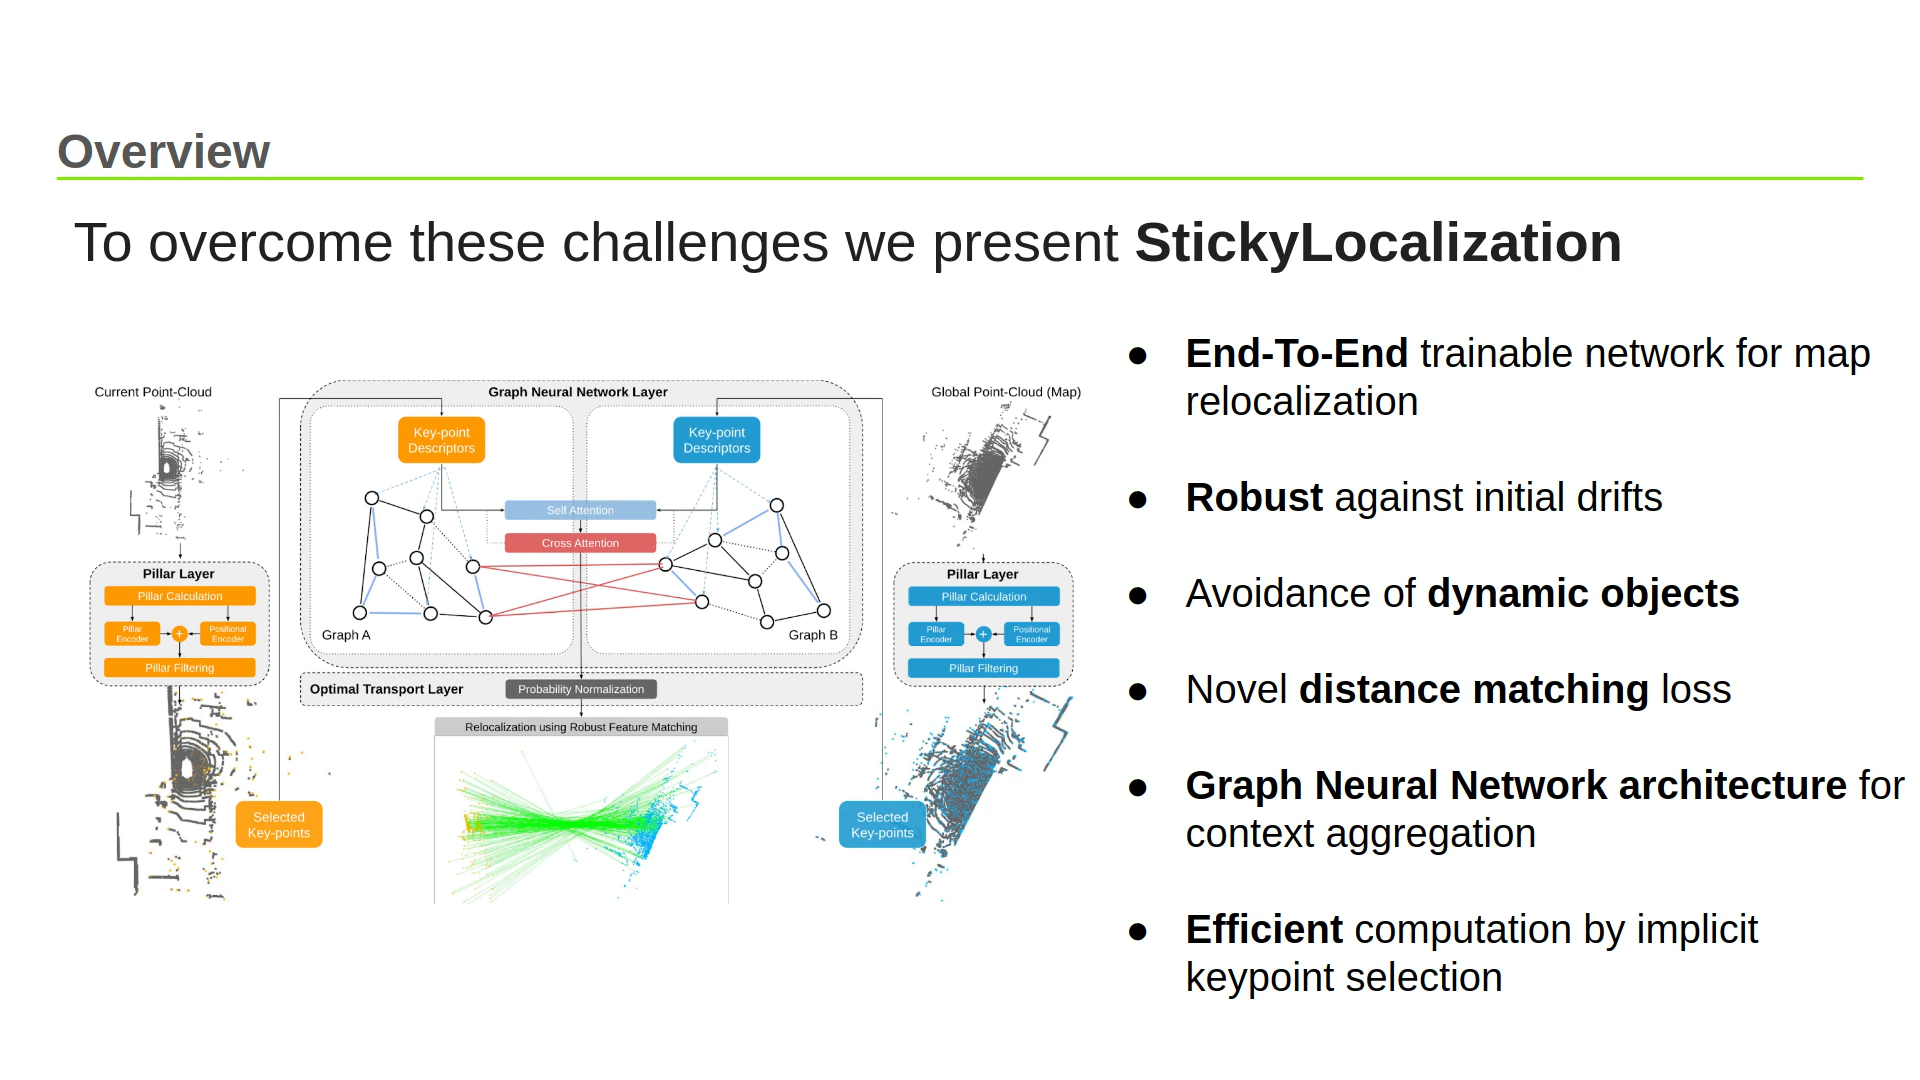 Overview
To overcome these challenges we present StickyLocalization
Current Point-Cloud
Pillar Layer
Pillar Calculation
Pillar
Encoder
+
Positional
Encoder
Pillar Filtering
Selected
Key-points
Graph Neural Network Layer
Key-point
Descriptors
Key-point
Descriptors
Self Attention
Cross Attention
Graph A
Graph B
Optimal Transport Layer
Probability Normalization
Relocalization using Robust Feature Matching
Global Point-Cloud (Map)
Pillar Layer
Pillar Calculation
Pillar
Encoder
+
Positional
Encoder
Pillar Filtering
Selected
Key-points
● End-To-End trainable network for map
relocalization
● Robust against initial drifts
● Avoidance of dynamic objects
● Novel distance matching loss
● Graph Neural Network architecture for
context aggregation
● Efficient computation by implicit
keypoint selection